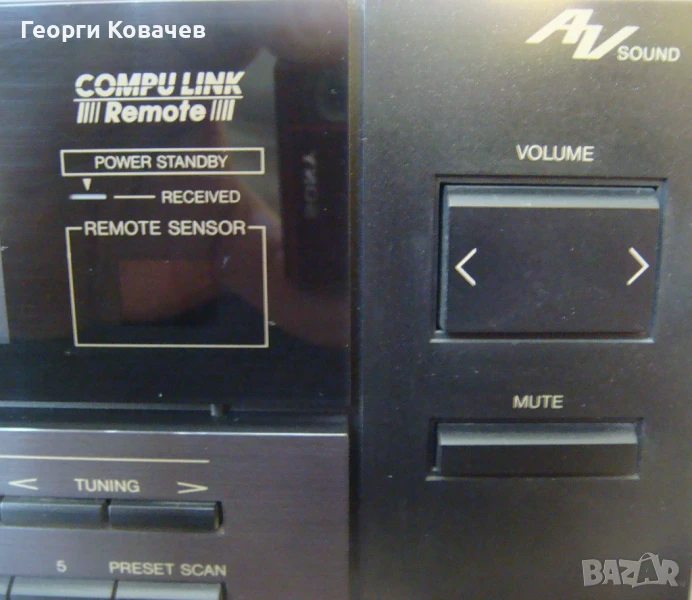 Георги Ковачев
AV SOUND
COMPU LINK
Remote
POWER STANDBY
RECEIVED
REMOTE SENSOR
VOLUME
< >
MUTE
< TUNING >
5 PRESET SCAN
BAZAR